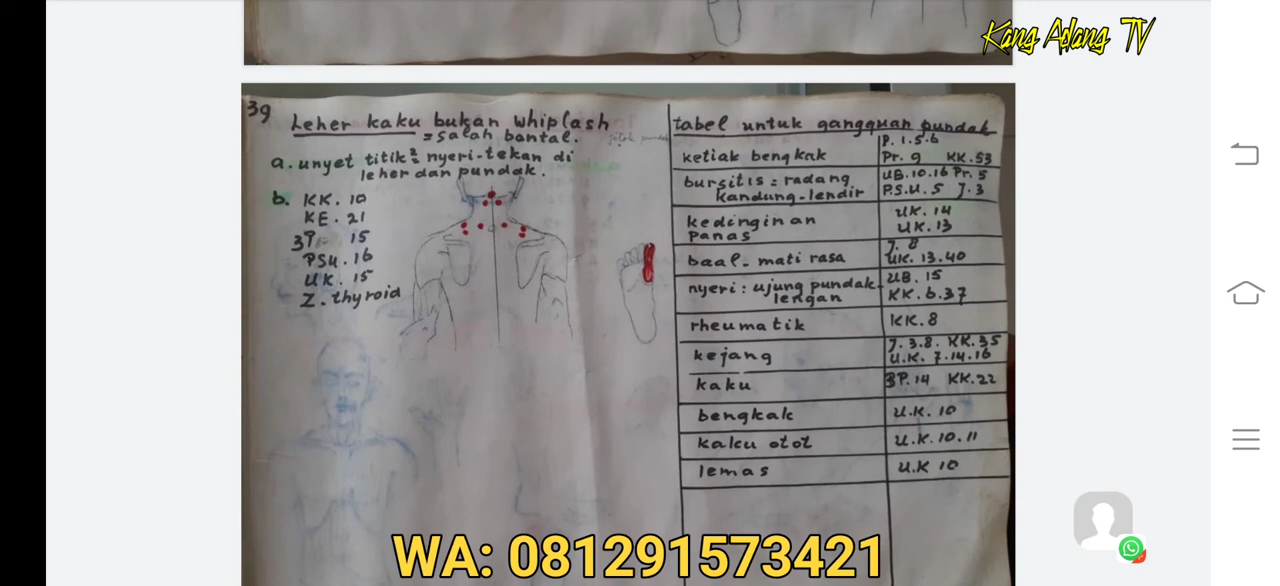 Kang Adang TV
39
Leher kaku bukan whiplash
= salah bantal.
a. unyet titik² nyeri-tekan di
leher dan pundak.
b. KK. 10
KE. 21
3P 15
PSU. 16
UK. 15
Z. thyroid
tabel untuk gangguan pundak
ketiak bengkak
P. 1.5.6
Pr. 9 KK.53
bursitis = radang
kandung-lendir
UB. 10.16 Pr. 5
P.S.U. 5 J. 3
kedinginan
panas
UK. 14
UK. 13
baal - mati rasa
J. 8
UK. 13.40
nyeri : ujung pundak-
lengan
UB. 15
KK. 6.37
rheumatik
KK. 8
kejang
J. 3.8. KK.35
U.K. 7.14.16
kaku
3P. 14 KK.22
bengkak
U.K. 10
kaku otot
U.K. 10.11
lemas
U.K 10
WA: 081291573421